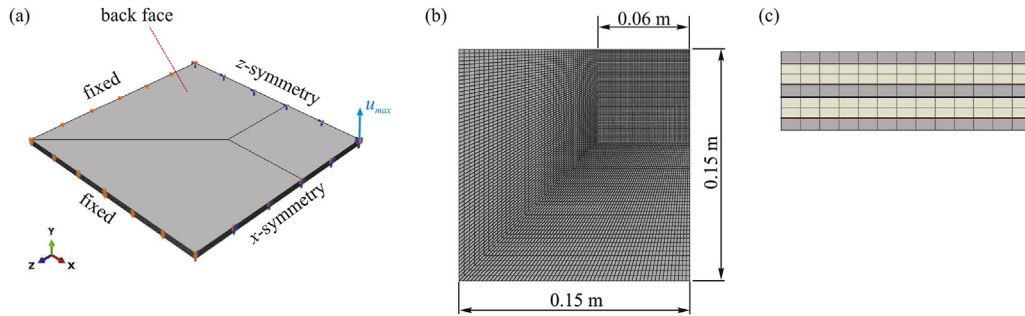 (a)
back face
fixed
z-symmetry
u_max
fixed
x-symmetry
Y
Z
X
(b)
0.06 m
0.15 m
0.15 m
(c)